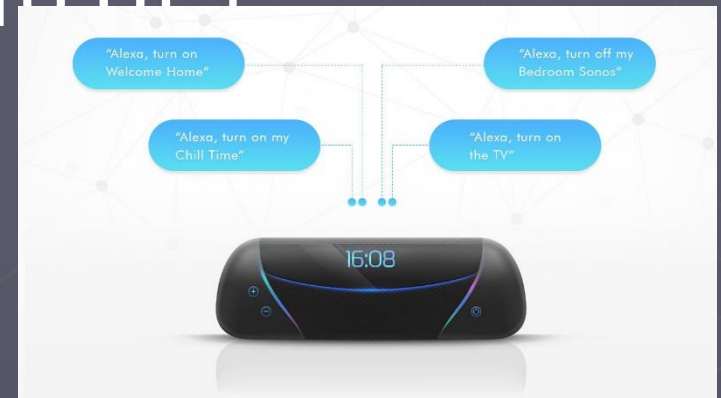 "Alexa, turn on
Welcome Home"
"Alexa, turn off my
Bedroom Sonos"
"Alexa, turn on my
Chill Time"
"Alexa, turn on
the TV"
16:08